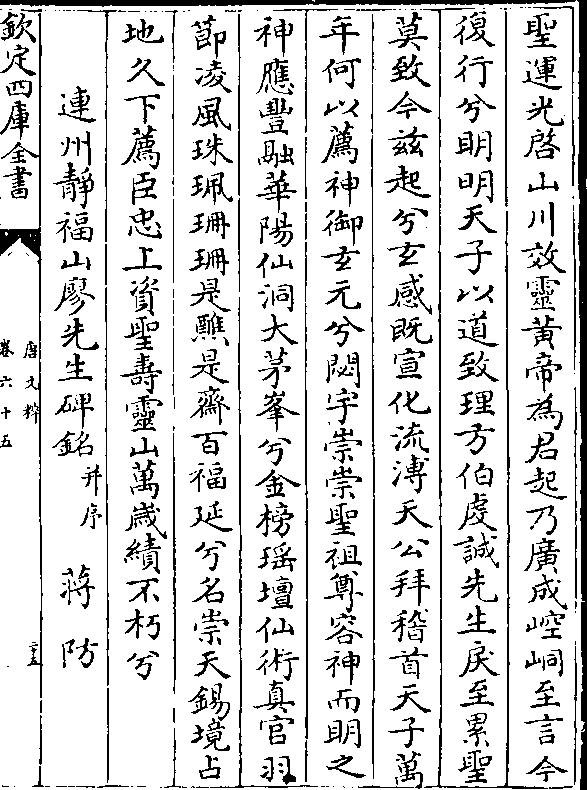 聖運光啓山川效靈黄帝為君起乃廣成崆峒至言今
復行兮明明天子以道致理方伯虔誠先生戾至累聖
莫致今兹起兮玄感既宣化流溥天公拜稽首天子萬
年何以薦神御玄元兮閟宇崇崇聖祖尊容神而明之
神應豐融華陽仙洞大茅峯兮金榜瑶壇仙術真官羽
節凌風珠珮珊珊是醮是齋百福延兮名崇天錫境占
地久下薦臣忠上資聖壽靈山萬歲績不朽兮
連州靜福山廖先生碑銘并序 蔣防
欽定四庫全書
唐文粹
卷六十五
二五